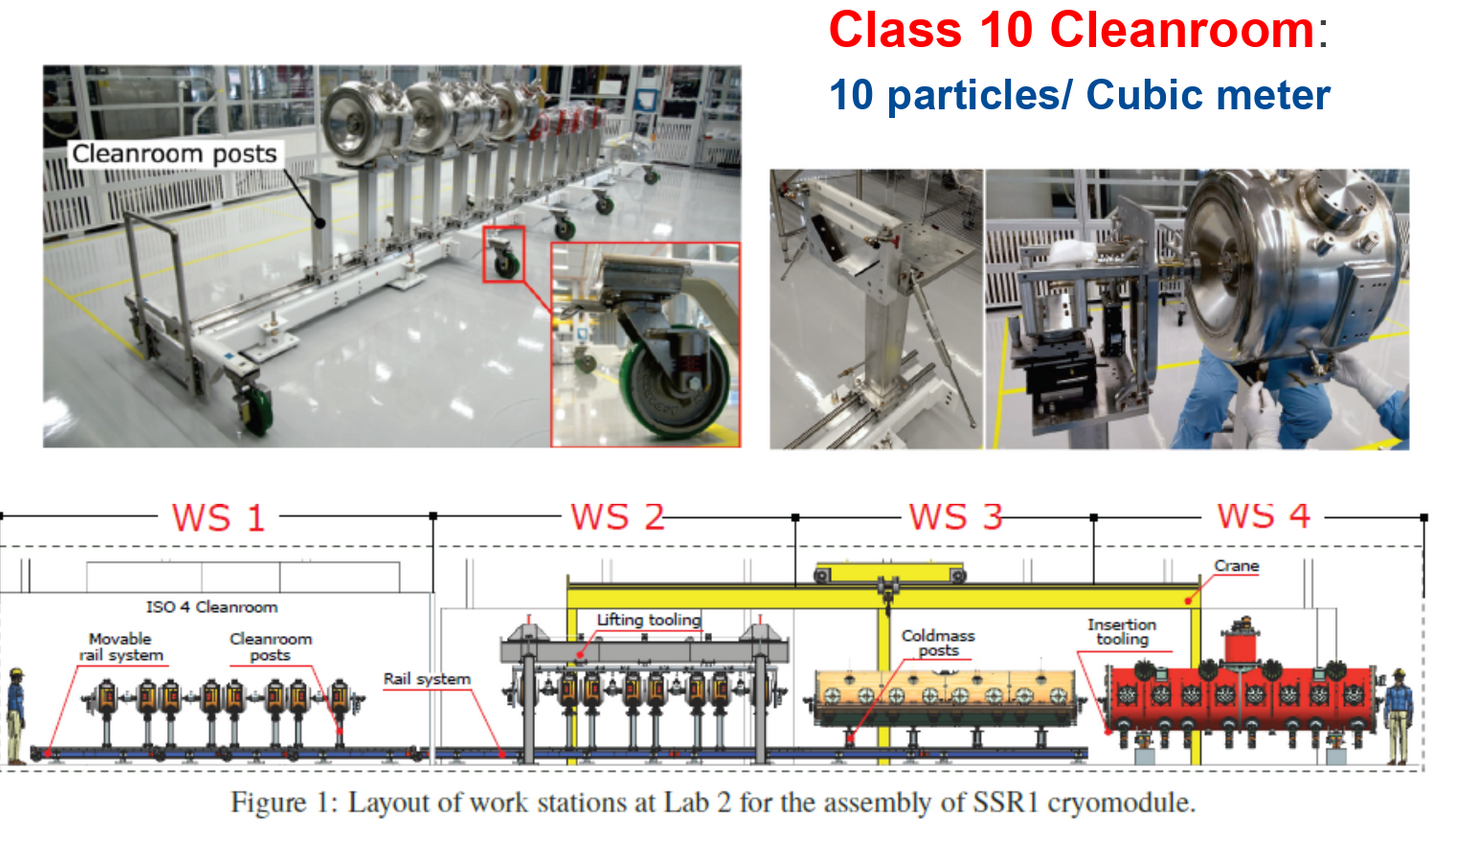 Class 10 Cleanroom:
10 particles/ Cubic meter
Cleanroom posts
WS 1
WS 2
WS 3
WS 4
Crane
ISO 4 Cleanroom
Movable
rail system
Cleanroom
posts
Rail system
Lifting tooling
Coldmass
posts
Insertion
tooling
Figure 1: Layout of work stations at Lab 2 for the assembly of SSR1 cryomodule.